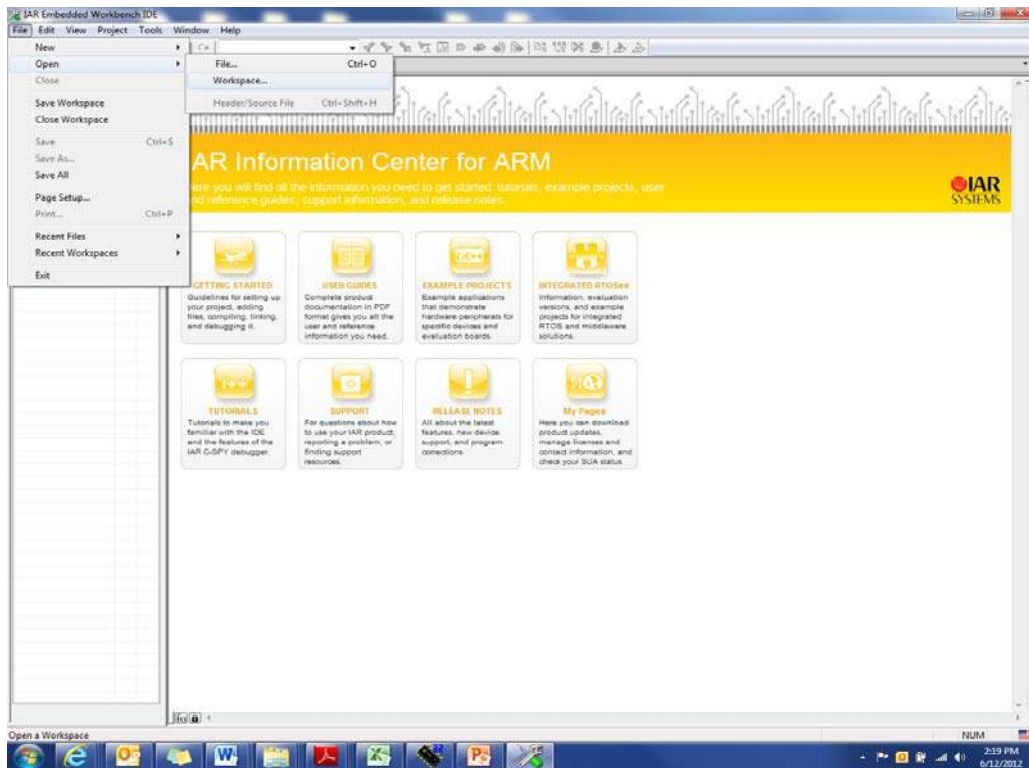 IAR Embedded Workbench IDE
File Edit View Project Tools Window Help
New
Open
Close
Save Workspace
Close Workspace
Save Ctrl+S
Save As...
Save All
Page Setup...
Print... Ctrl+P
Recent Files
Recent Workspaces
Exit
File... Ctrl+O
Workspace...
Header/Source File Ctrl+Shift+H
AR Information Center for ARM
ere you will find all the information you need to get started: tutorials, example projects, user
nd reference guides, support information, and release notes.
IAR
SYSTEMS
GETTING STARTED
Guidelines for setting up
your project, adding
files, compiling, linking,
and debugging it.
USER GUIDES
Complete product
documentation in PDF
format gives you all the
user and reference
information you need.
EXAMPLE PROJECTS
Example applications
that demonstrate
hardware peripherals for
specific devices and
evaluation boards.
INTEGRATED RTOSes
Information, evaluation
versions, and example
projects for integrated
RTOS and middleware
solutions.
TUTORIALS
Tutorials to make you
familiar with the IDE
and the features of the
IAR C-SPY debugger.
SUPPORT
For questions about how
to use your IAR product,
reporting a problem, or
finding support
resources.
RELEASE NOTES
All about the latest
features, new device
support, and program
corrections.
My Pages
Here you can download
product updates,
manage licenses and
contact information, and
check your SUA status.
Open a Workspace
NUM
2:19 PM
6/12/2012